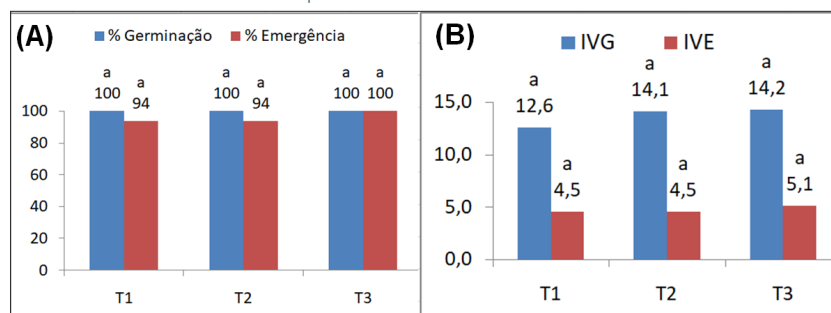 (A)
% Germinação % Emergência
a a a a a a
100 94 100 94 100 100
100
80
60
40
20
0
T1 T2 T3
(B)
IVG IVE
a a a
12,6 14,1 14,2
a a a
4,5 4,5 5,1
15,0
10,0
5,0
0,0
T1 T2 T3